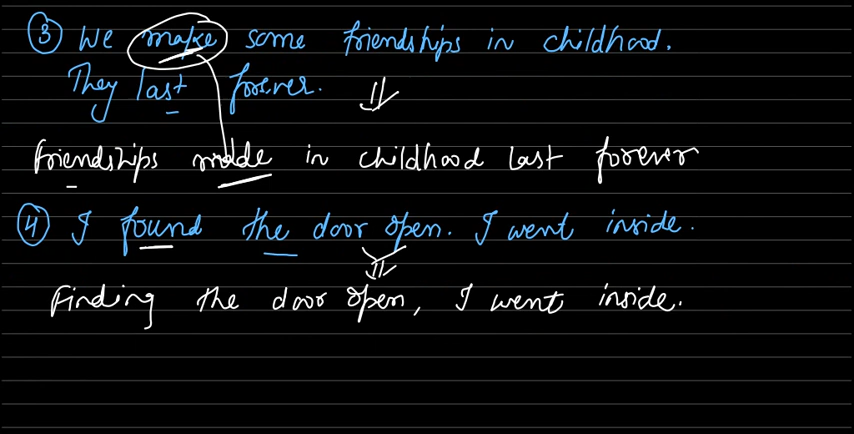 ③ We make some friendships in childhood.
They last forever. ⇓
Friendships made in childhood last forever
④ I found the door open. I went inside.
⇓
Finding the door open, I went inside.